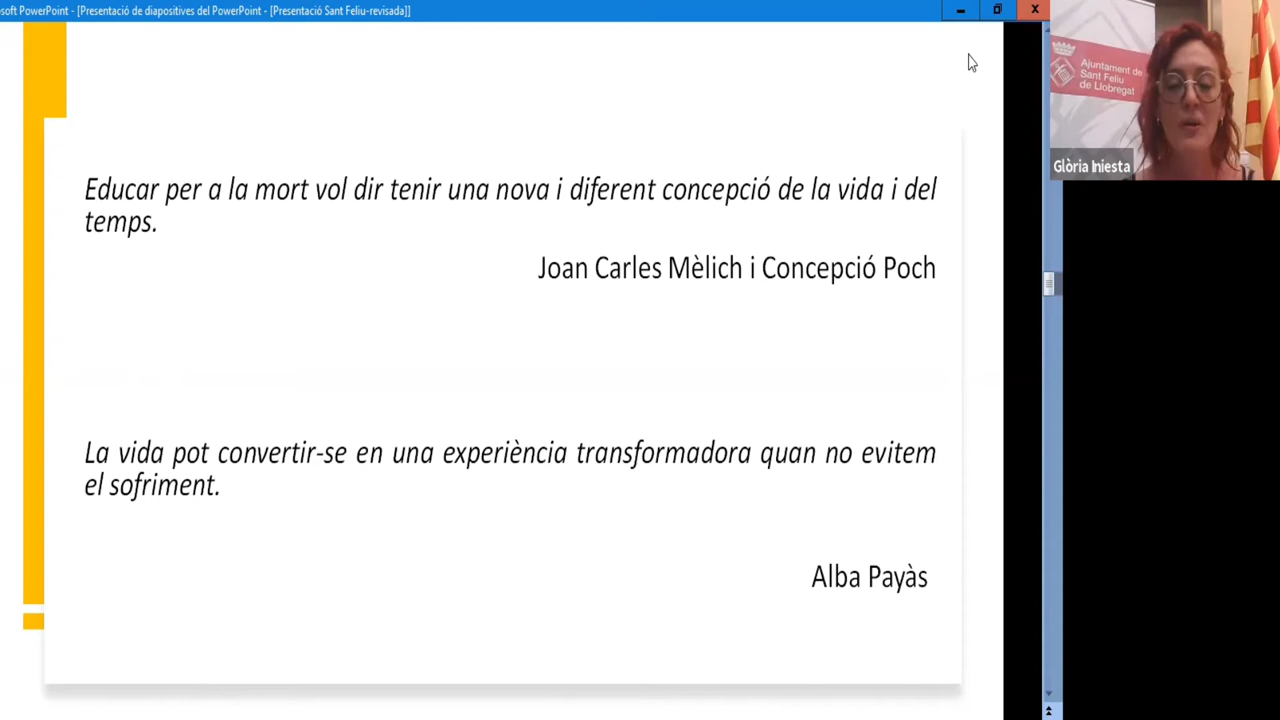 soft PowerPoint - [Presentació de diapositives del PowerPoint - [Presentació Sant Feliu-revisada]]
Ajuntament de
Sant Feliu
de Llobregat
Glòria Iniesta
Educar per a la mort vol dir tenir una nova i diferent concepció de la vida i del
temps.
Joan Carles Mèlich i Concepció Poch
La vida pot convertir-se en una experiència transformadora quan no evitem
el sofriment.
Alba Payàs